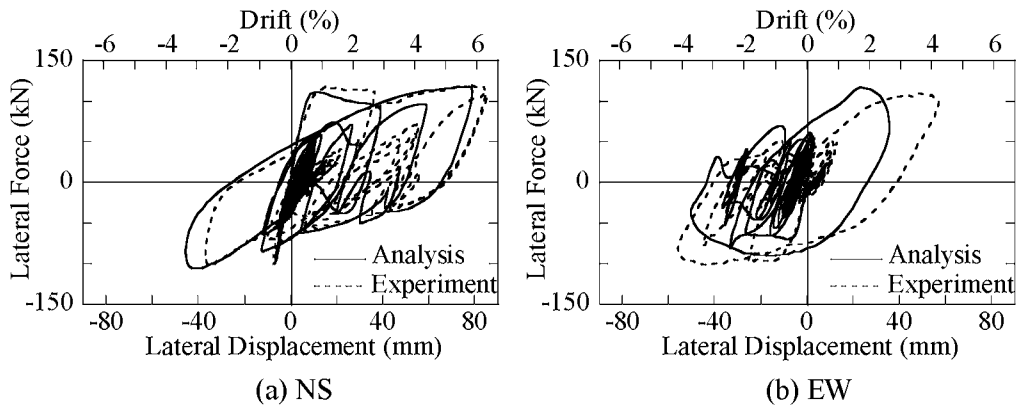 Drift (%)
-6 -4 -2 0 2 4 6
150
0
-150
Lateral Force (kN)
Analysis
Experiment
-80 -40 0 40 80
Lateral Displacement (mm)
(a) NS
Drift (%)
-6 -4 -2 0 2 4 6
150
0
-150
Lateral Force (kN)
Analysis
Experiment
-80 -40 0 40 80
Lateral Displacement (mm)
(b) EW